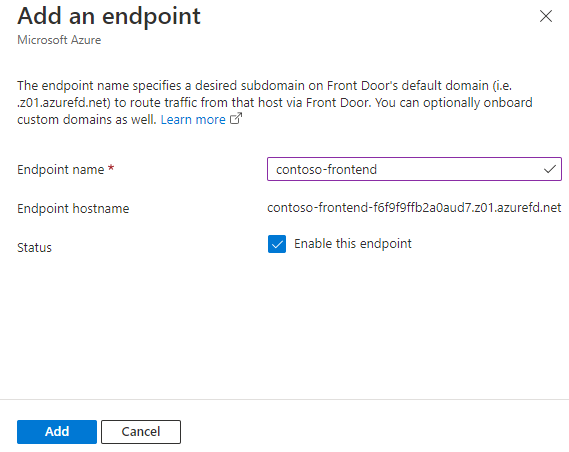 Add an endpoint
Microsoft Azure
The endpoint name specifies a desired subdomain on Front Door's default domain (i.e.
.z01.azurefd.net) to route traffic from that host via Front Door. You can optionally onboard
custom domains as well. Learn more
Endpoint name *
contoso-frontend
Endpoint hostname
contoso-frontend-f6f9f9ffb2a0aud7.z01.azurefd.net
Status
Enable this endpoint
Add
Cancel